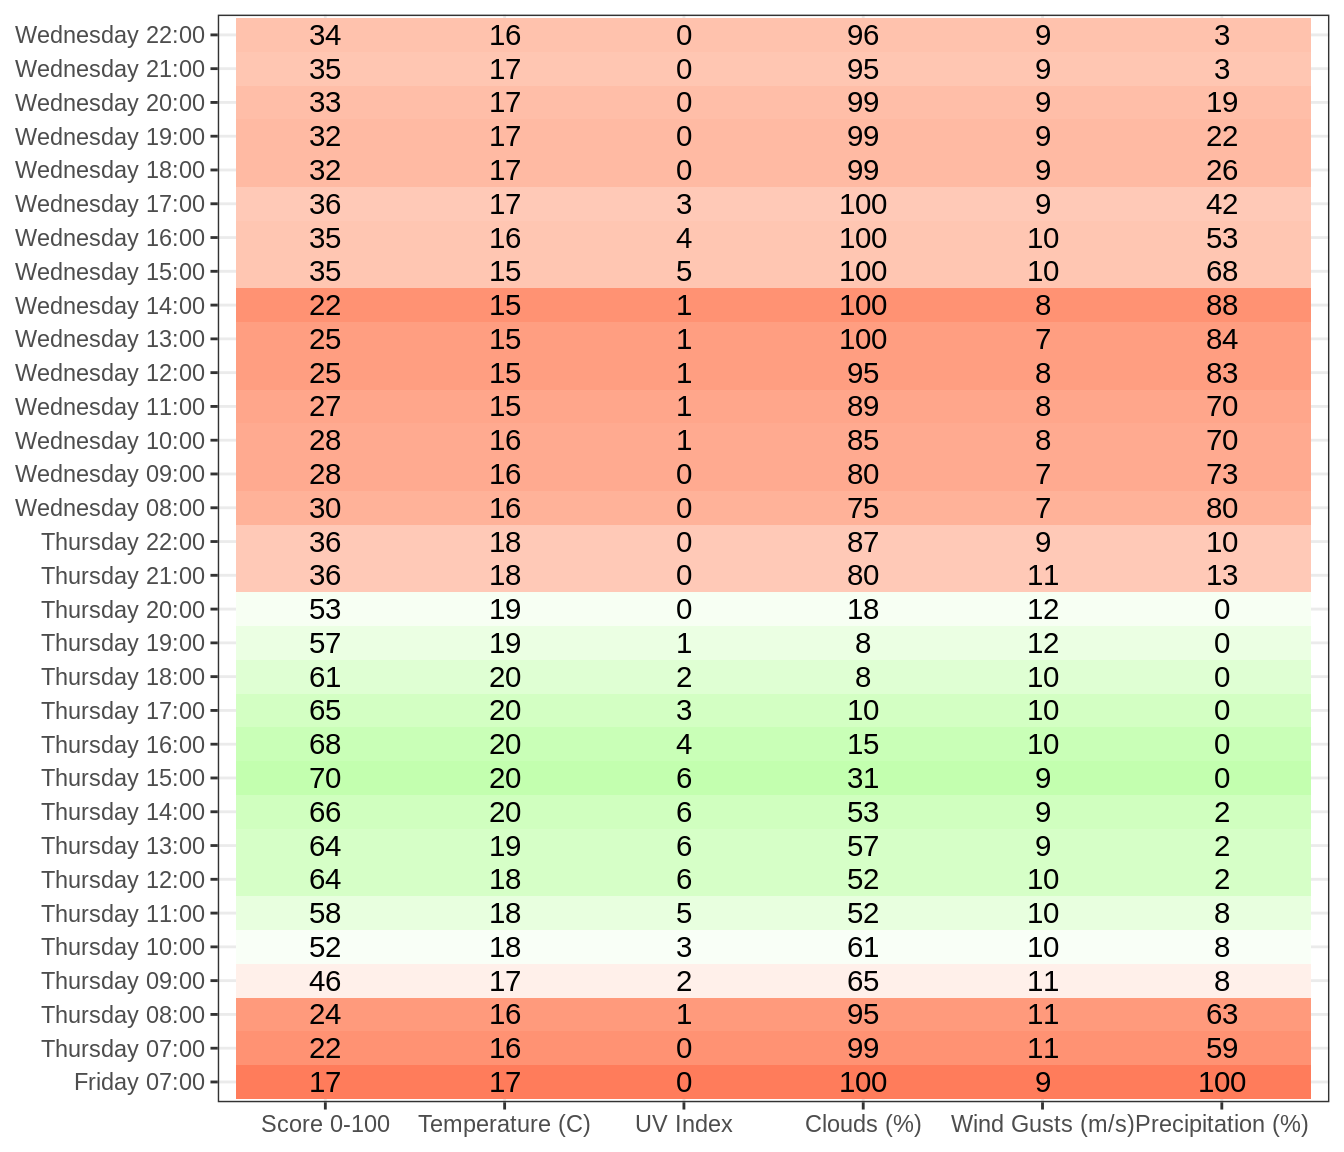 Wednesday 22:00 34 16 0 96 9 3
Wednesday 21:00 35 17 0 95 9 3
Wednesday 20:00 33 17 0 99 9 19
Wednesday 19:00 32 17 0 99 9 22
Wednesday 18:00 32 17 0 99 9 26
Wednesday 17:00 36 17 3 100 9 42
Wednesday 16:00 35 16 4 100 10 53
Wednesday 15:00 35 15 5 100 10 68
Wednesday 14:00 22 15 1 100 8 88
Wednesday 13:00 25 15 1 100 7 84
Wednesday 12:00 25 15 1 95 8 83
Wednesday 11:00 27 15 1 89 8 70
Wednesday 10:00 28 16 1 85 8 70
Wednesday 09:00 28 16 0 80 7 73
Wednesday 08:00 30 16 0 75 7 80
Thursday 22:00 36 18 0 87 9 10
Thursday 21:00 36 18 0 80 11 13
Thursday 20:00 53 19 0 18 12 0
Thursday 19:00 57 19 1 8 12 0
Thursday 18:00 61 20 2 8 10 0
Thursday 17:00 65 20 3 10 10 0
Thursday 16:00 68 20 4 15 10 0
Thursday 15:00 70 20 6 31 9 0
Thursday 14:00 66 20 6 53 9 2
Thursday 13:00 64 19 6 57 9 2
Thursday 12:00 64 18 6 52 10 2
Thursday 11:00 58 18 5 52 10 8
Thursday 10:00 52 18 3 61 10 8
Thursday 09:00 46 17 2 65 11 8
Thursday 08:00 24 16 1 95 11 63
Thursday 07:00 22 16 0 99 11 59
Friday 07:00 17 17 0 100 9 100
Score 0-100 Temperature (C) UV Index Clouds (%) Wind Gusts (m/s) Precipitation (%)